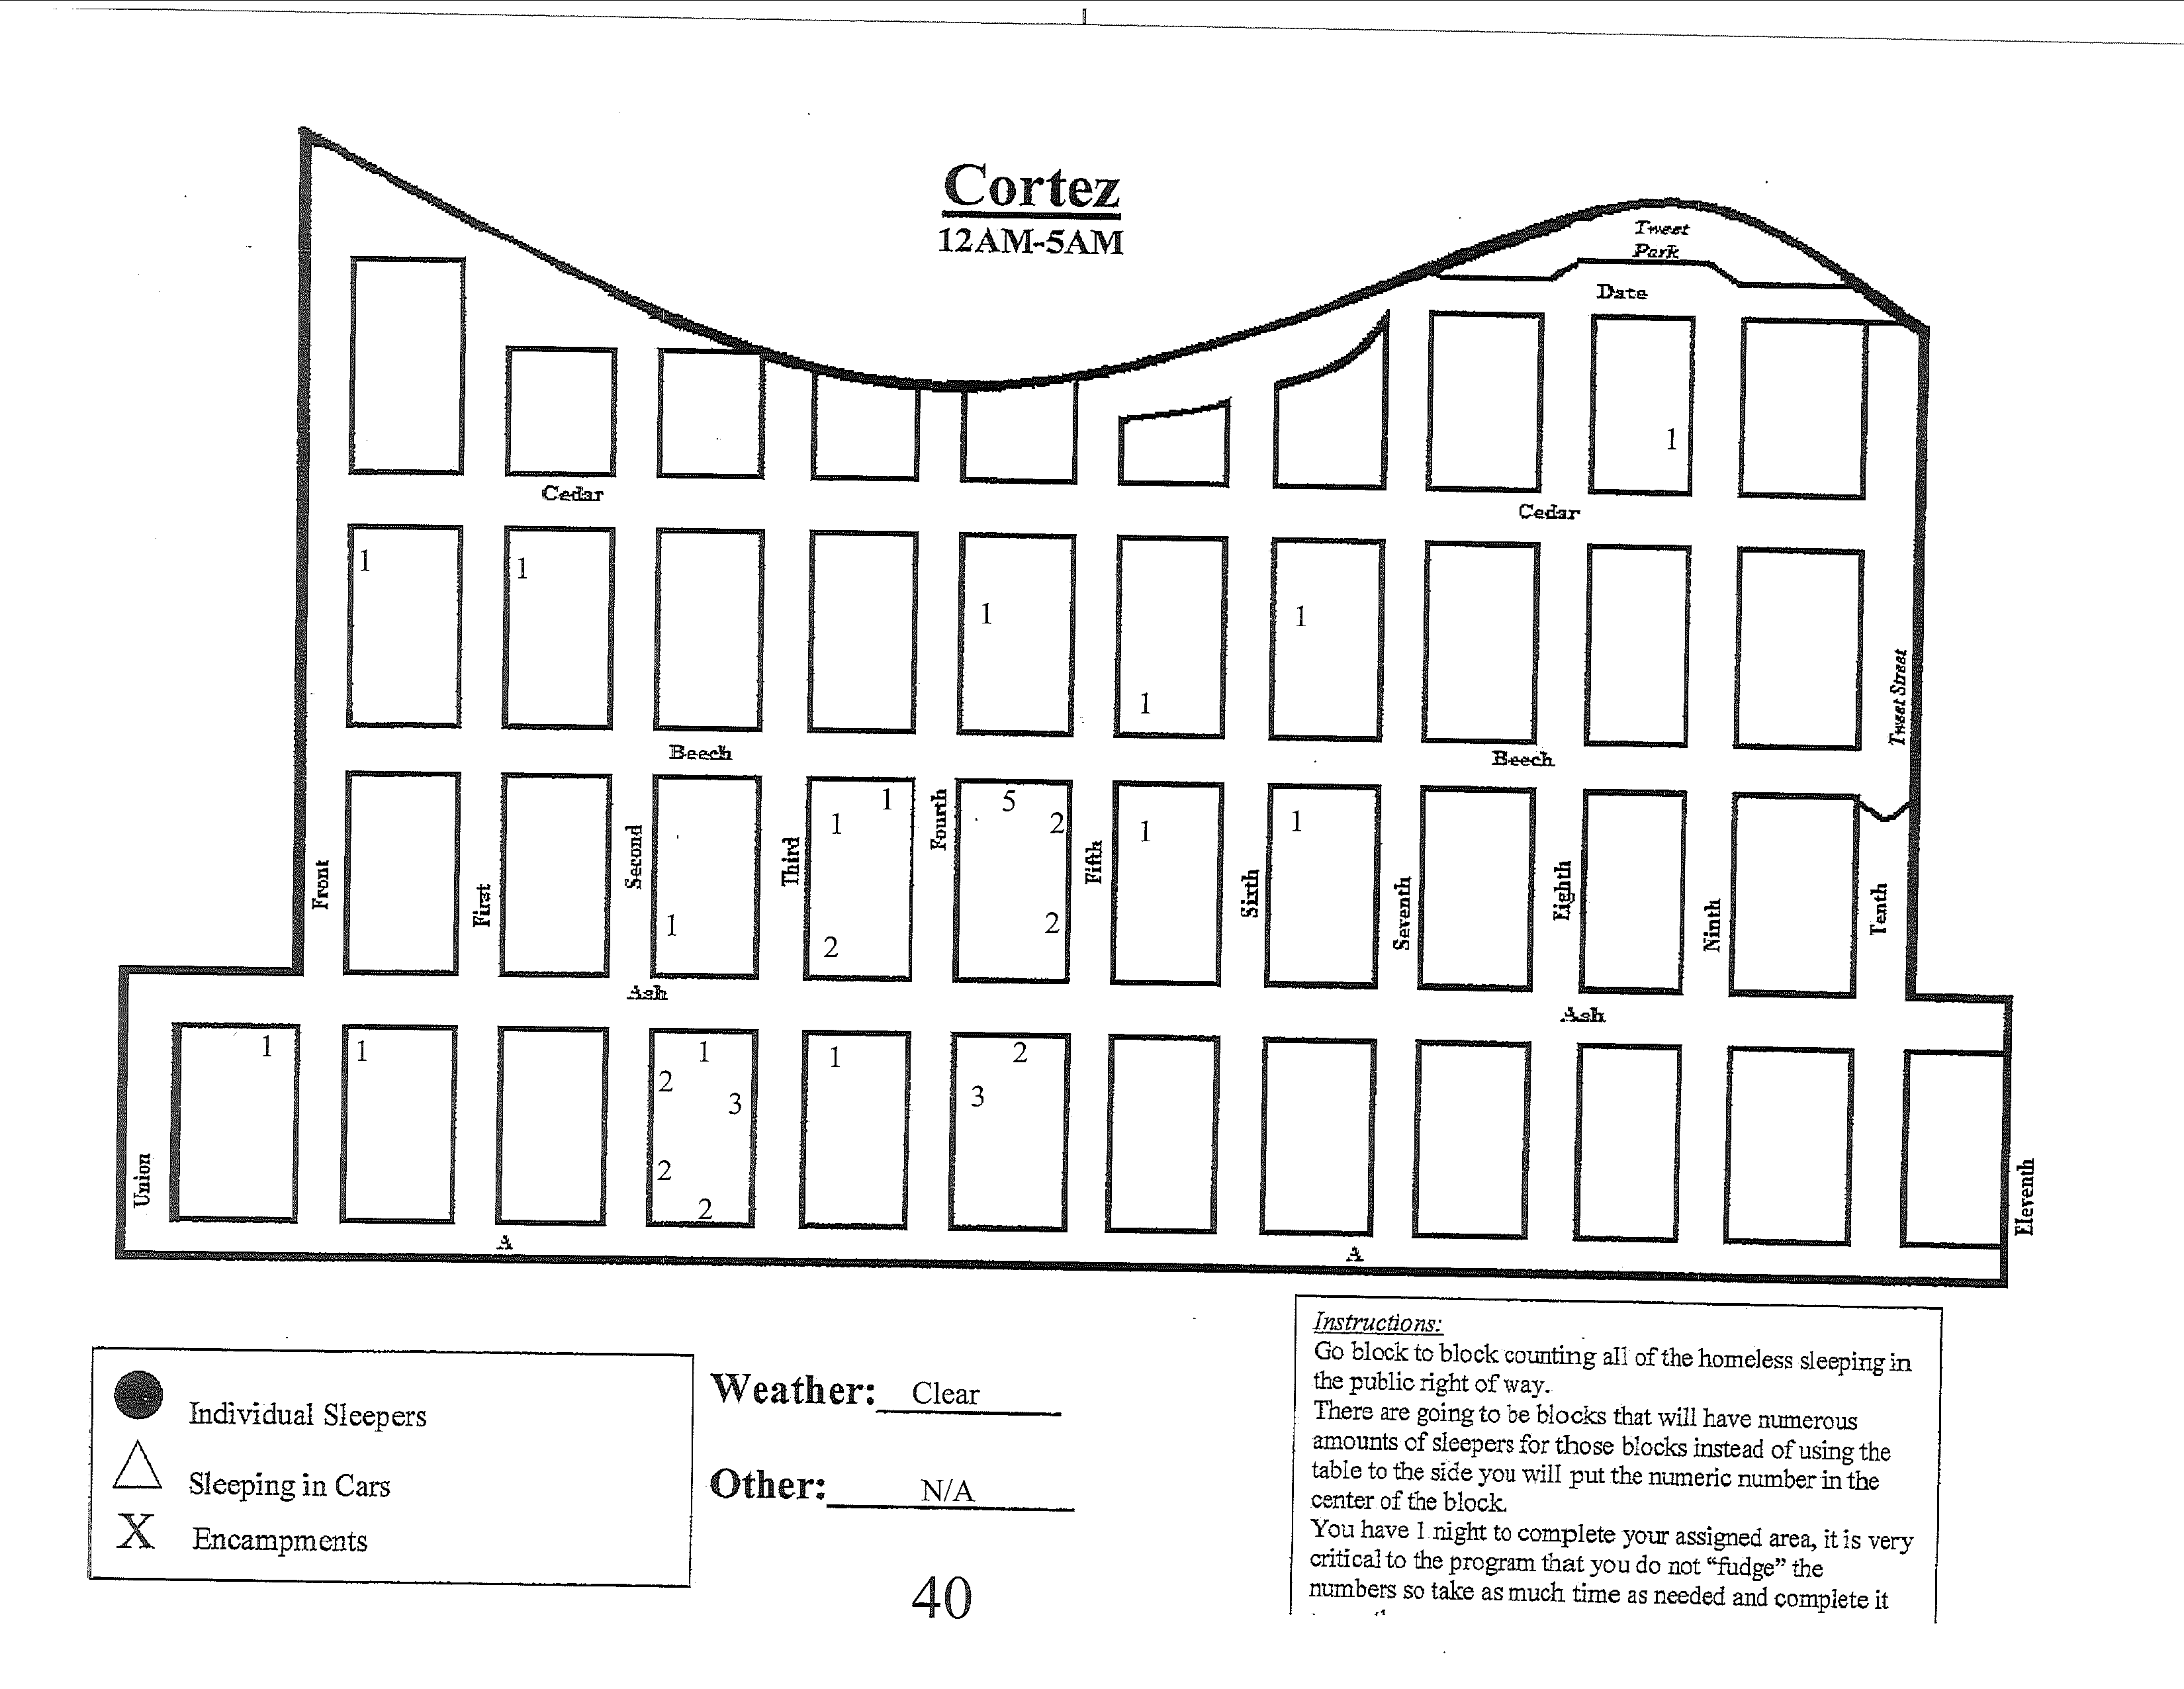 Cortez
12AM-5AM
Tweet
Park
Date
1
Cedar
Cedar
1
1
1
1
1
Tweet Street
Beech
Beech
Front
First
Second
Third
Fourth
Fifth
Sixth
Seventh
Eighth
Ninth
Tenth
1
1
1
2
5
2
2
1
1
Ash
Ash
Union
1
1
1
2
3
2
2
1
2
3
A
A
Eleventh
Individual Sleepers
Sleeping in Cars
X Encampments
Weather: Clear
Other: N/A
40
Instructions:
Go block to block counting all of the homeless sleeping in
the public right of way.
There are going to be blocks that will have numerous
amounts of sleepers for those blocks instead of using the
table to the side you will put the numeric number in the
center of the block.
You have 1 night to complete your assigned area, it is very
critical to the program that you do not “fudge” the
numbers so take as much time as needed and complete it